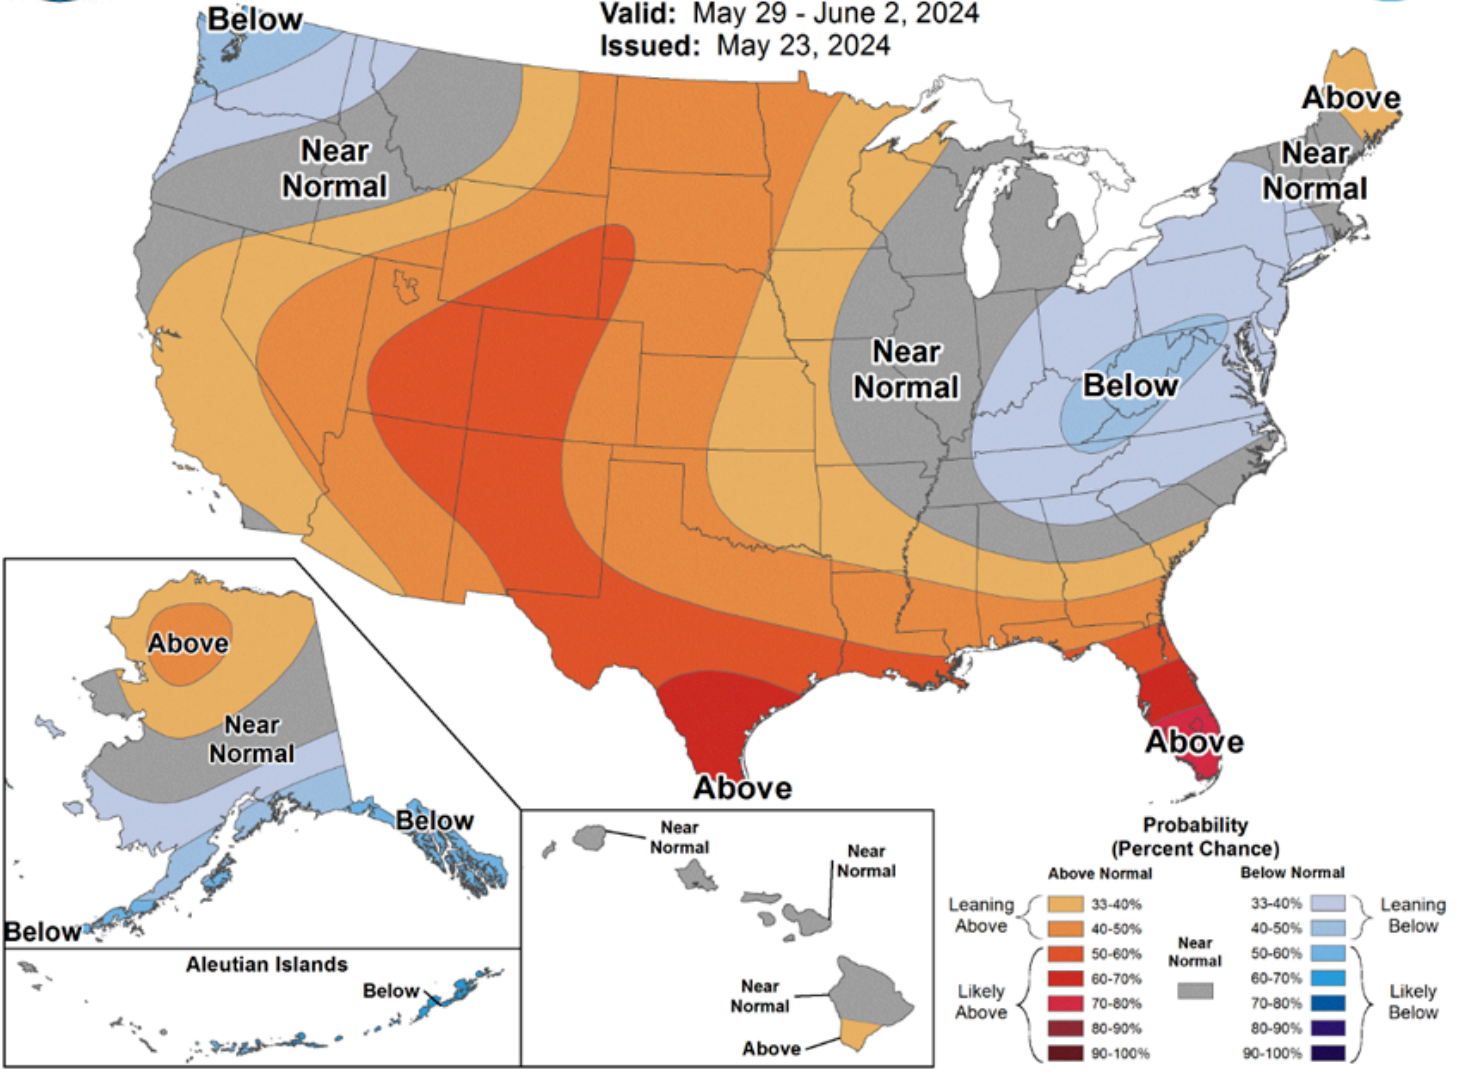 Valid: May 29 - June 2, 2024
Issued: May 23, 2024
Below
Above
Near
Normal
Near
Normal
Near
Normal
Below
Above
Above
Above
Near
Normal
Below
Below
Aleutian Islands
Below
Near
Normal
Near
Normal
Near
Normal
Above
Probability
(Percent Chance)
Above Normal
Below Normal
Leaning
Above
33-40%
40-50%
Likely
Above
50-60%
60-70%
70-80%
80-90%
90-100%
Near
Normal
33-40%
40-50%
Leaning
Below
50-60%
60-70%
70-80%
80-90%
90-100%
Likely
Below